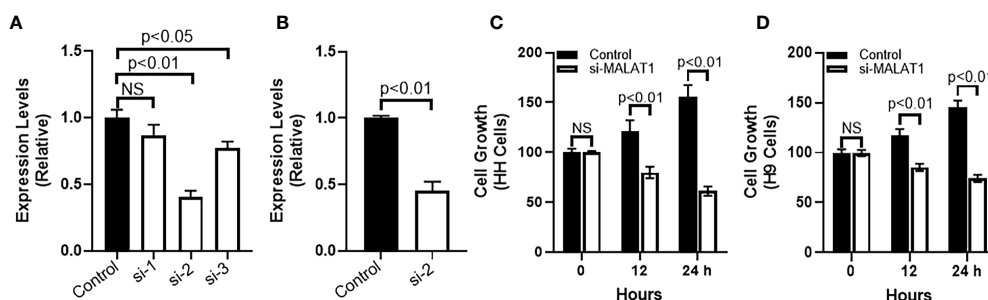 A
Expression Levels
(Relative)
1.5
1.0
0.5
0.0
p<0.05
p<0.01
NS
Control
si-1
si-2
si-3
B
Expression Levels
(Relative)
1.5
1.0
0.5
0.0
p<0.01
Control
si-2
C
Cell Growth
(HH Cells)
200
150
100
50
0
Control
si-MALAT1
NS
p<0.01
p<0.01
0
12
24 h
Hours
D
Cell Growth
(H9 Cells)
200
150
100
50
0
Control
si-MALAT1
NS
p<0.01
p<0.01
0
12
24 h
Hours